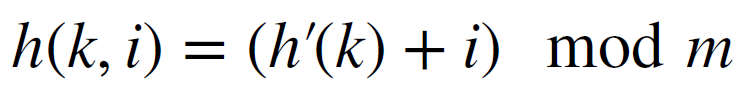 h(k, i) = (h′(k) + i) mod m